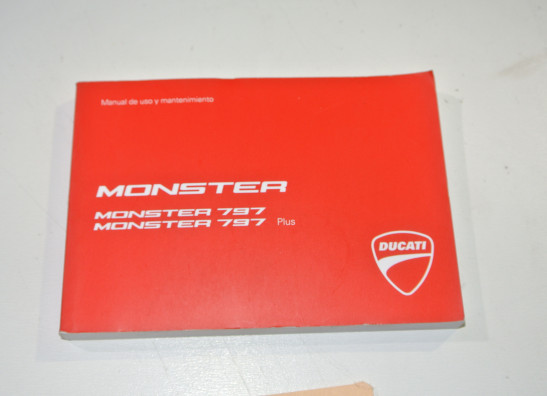 Manual de uso y mantenimiento
MONSTER
MONSTER 797
MONSTER 797 Plus
DUCATI